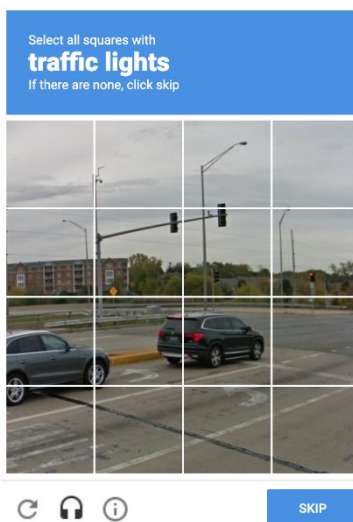 Select all squares with
traffic lights
If there are none, click skip
SKIP